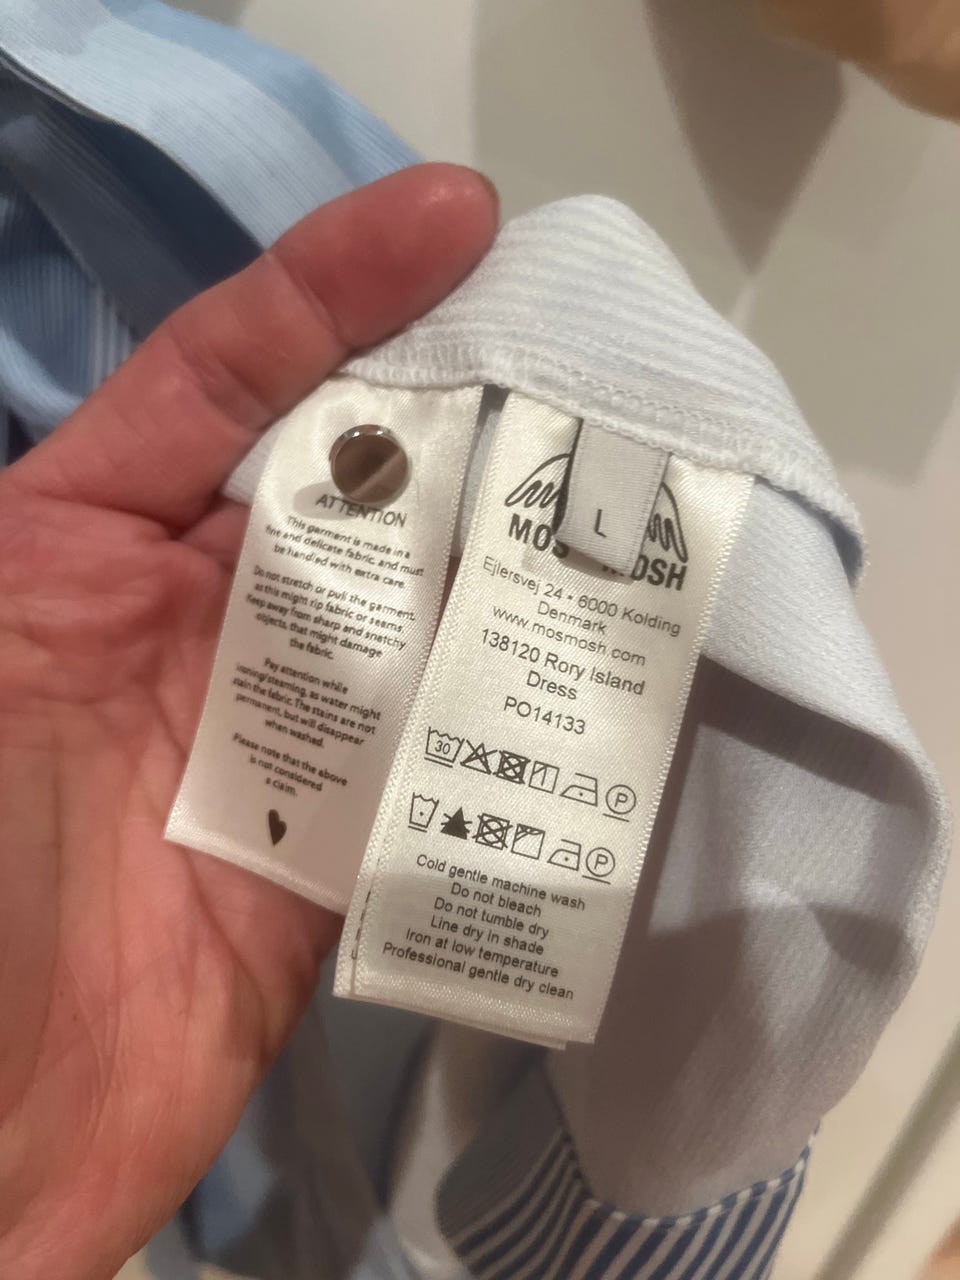 ATTENTION
This garment is made in a
fine and delicate fabric, and must
be handled with extra care.
Do not stretch or pull the garment,
as this might rip fabric or seams.
Keep away from sharp and snatchy
objects, that might damage
the fabric.
Pay attention while
ironing/steaming, as water might
stain the fabric. The stains are not
permanent, but will disappear
when washed.
Please note that the above
is not considered
a claim.
L
MOS MOSH
Ejlersvej 24 • 6000 Kolding
Denmark
www.mosmosh.com
138120 Rory Island
Dress
PO14133
30
P
P
Cold gentle machine wash
Do not bleach
Do not tumble dry
Line dry in shade
Iron at low temperature
Professional gentle dry clean